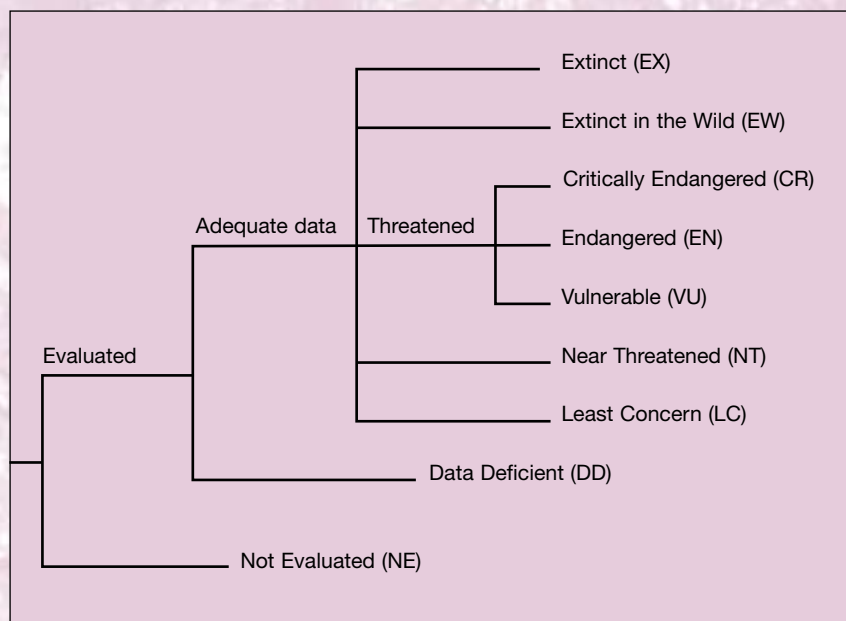 Extinct (EX)
Extinct in the Wild (EW)
Critically Endangered (CR)
Adequate data
Threatened
Endangered (EN)
Vulnerable (VU)
Evaluated
Near Threatened (NT)
Least Concern (LC)
Data Deficient (DD)
Not Evaluated (NE)